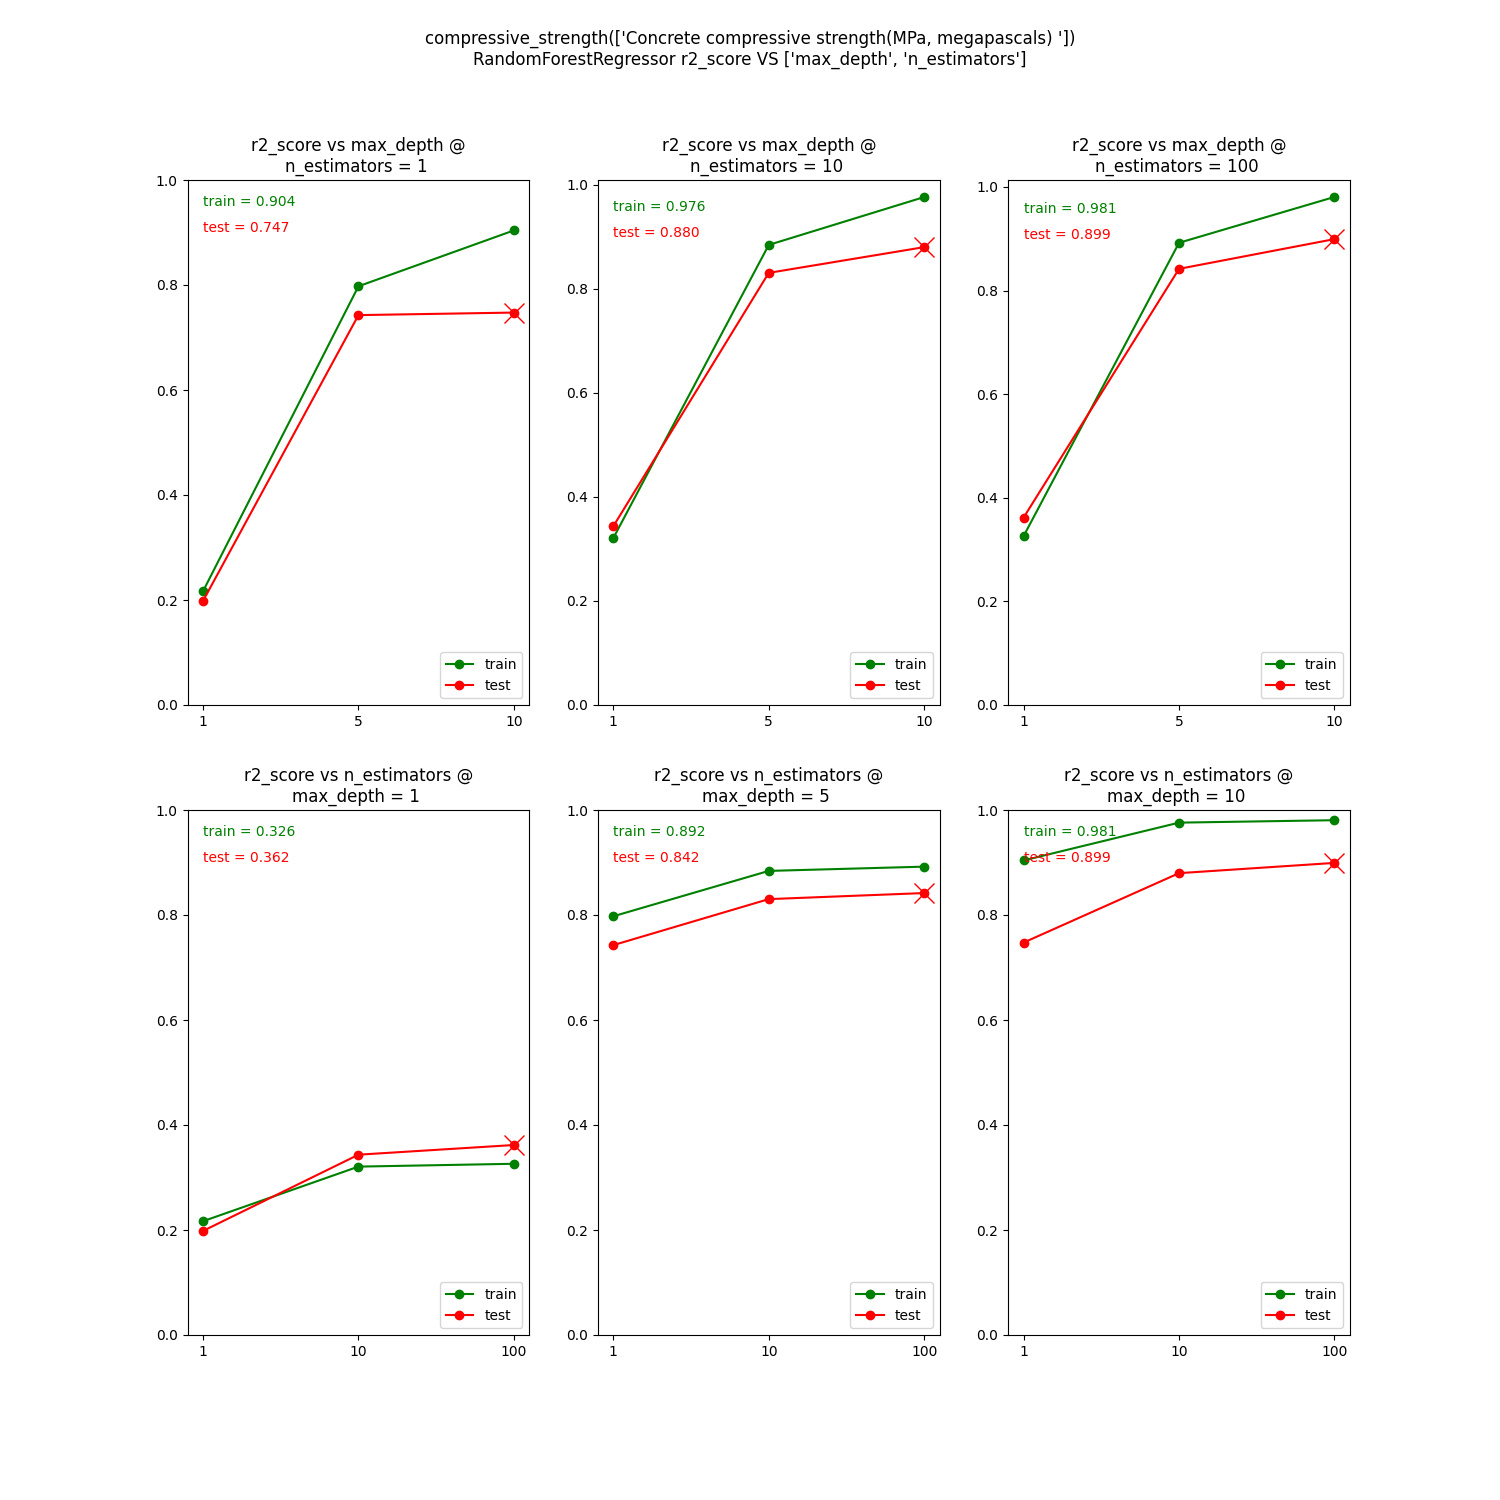 compressive_strength(['Concrete compressive strength(MPa, megapascals) '])
RandomForestRegressor r2_score VS ['max_depth', 'n_estimators']
r2_score vs max_depth @
n_estimators = 1
1.0
0.8
0.6
0.4
0.2
0.0
train = 0.904
test = 0.747
train
test
1 5 10
r2_score vs max_depth @
n_estimators = 10
1.0
0.8
0.6
0.4
0.2
0.0
train = 0.976
test = 0.880
train
test
1 5 10
r2_score vs max_depth @
n_estimators = 100
1.0
0.8
0.6
0.4
0.2
0.0
train = 0.981
test = 0.899
train
test
1 5 10
r2_score vs n_estimators @
max_depth = 1
1.0
0.8
0.6
0.4
0.2
0.0
train = 0.326
test = 0.362
train
test
1 10 100
r2_score vs n_estimators @
max_depth = 5
1.0
0.8
0.6
0.4
0.2
0.0
train = 0.892
test = 0.842
train
test
1 10 100
r2_score vs n_estimators @
max_depth = 10
1.0
0.8
0.6
0.4
0.2
0.0
train = 0.981
test = 0.899
train
test
1 10 100